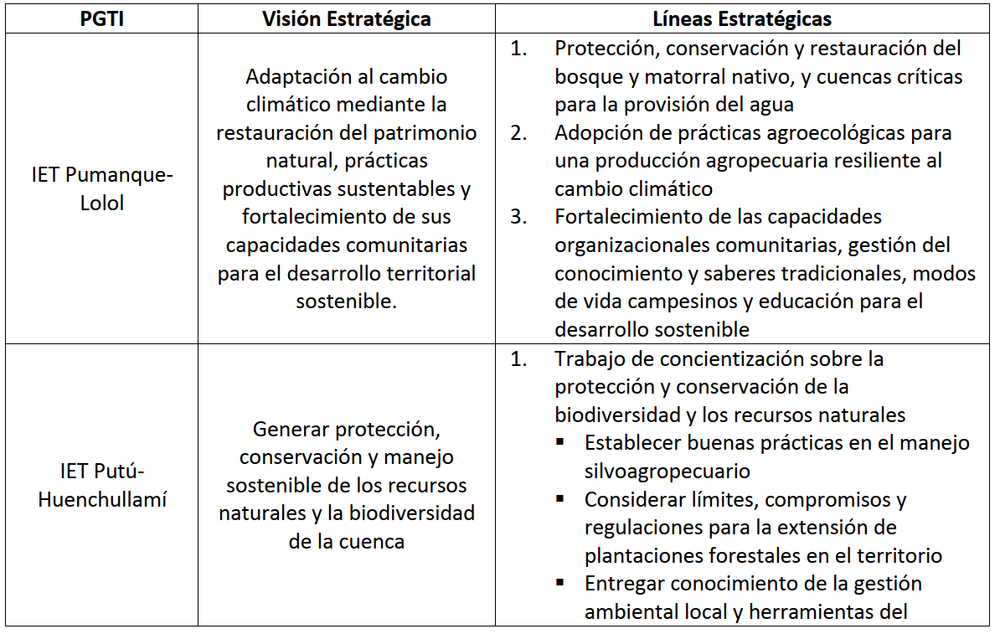 PGTI
Visión Estratégica
Líneas Estratégicas
IET Pumanque-
Lolol
Adaptación al cambio
climático mediante la
restauración del patrimonio
natural, prácticas
productivas sustentables y
fortalecimiento de sus
capacidades comunitarias
para el desarrollo territorial
sostenible.
1. Protección, conservación y restauración del
bosque y matorral nativo, y cuencas críticas
para la provisión del agua
2. Adopción de prácticas agroecológicas para
una producción agropecuaria resiliente al
cambio climático
3. Fortalecimiento de las capacidades
organizacionales comunitarias, gestión del
conocimiento y saberes tradicionales, modos
de vida campesinos y educación para el
desarrollo sostenible
IET Putú-
Huenchullamí
Generar protección,
conservación y manejo
sostenible de los recursos
naturales y la biodiversidad
de la cuenca
1. Trabajo de concientización sobre la
protección y conservación de la
biodiversidad y los recursos naturales
▪ Establecer buenas prácticas en el manejo
silvoagropecuario
▪ Considerar límites, compromisos y
regulaciones para la extensión de
plantaciones forestales en el territorio
▪ Entregar conocimiento de la gestión
ambiental local y herramientas del